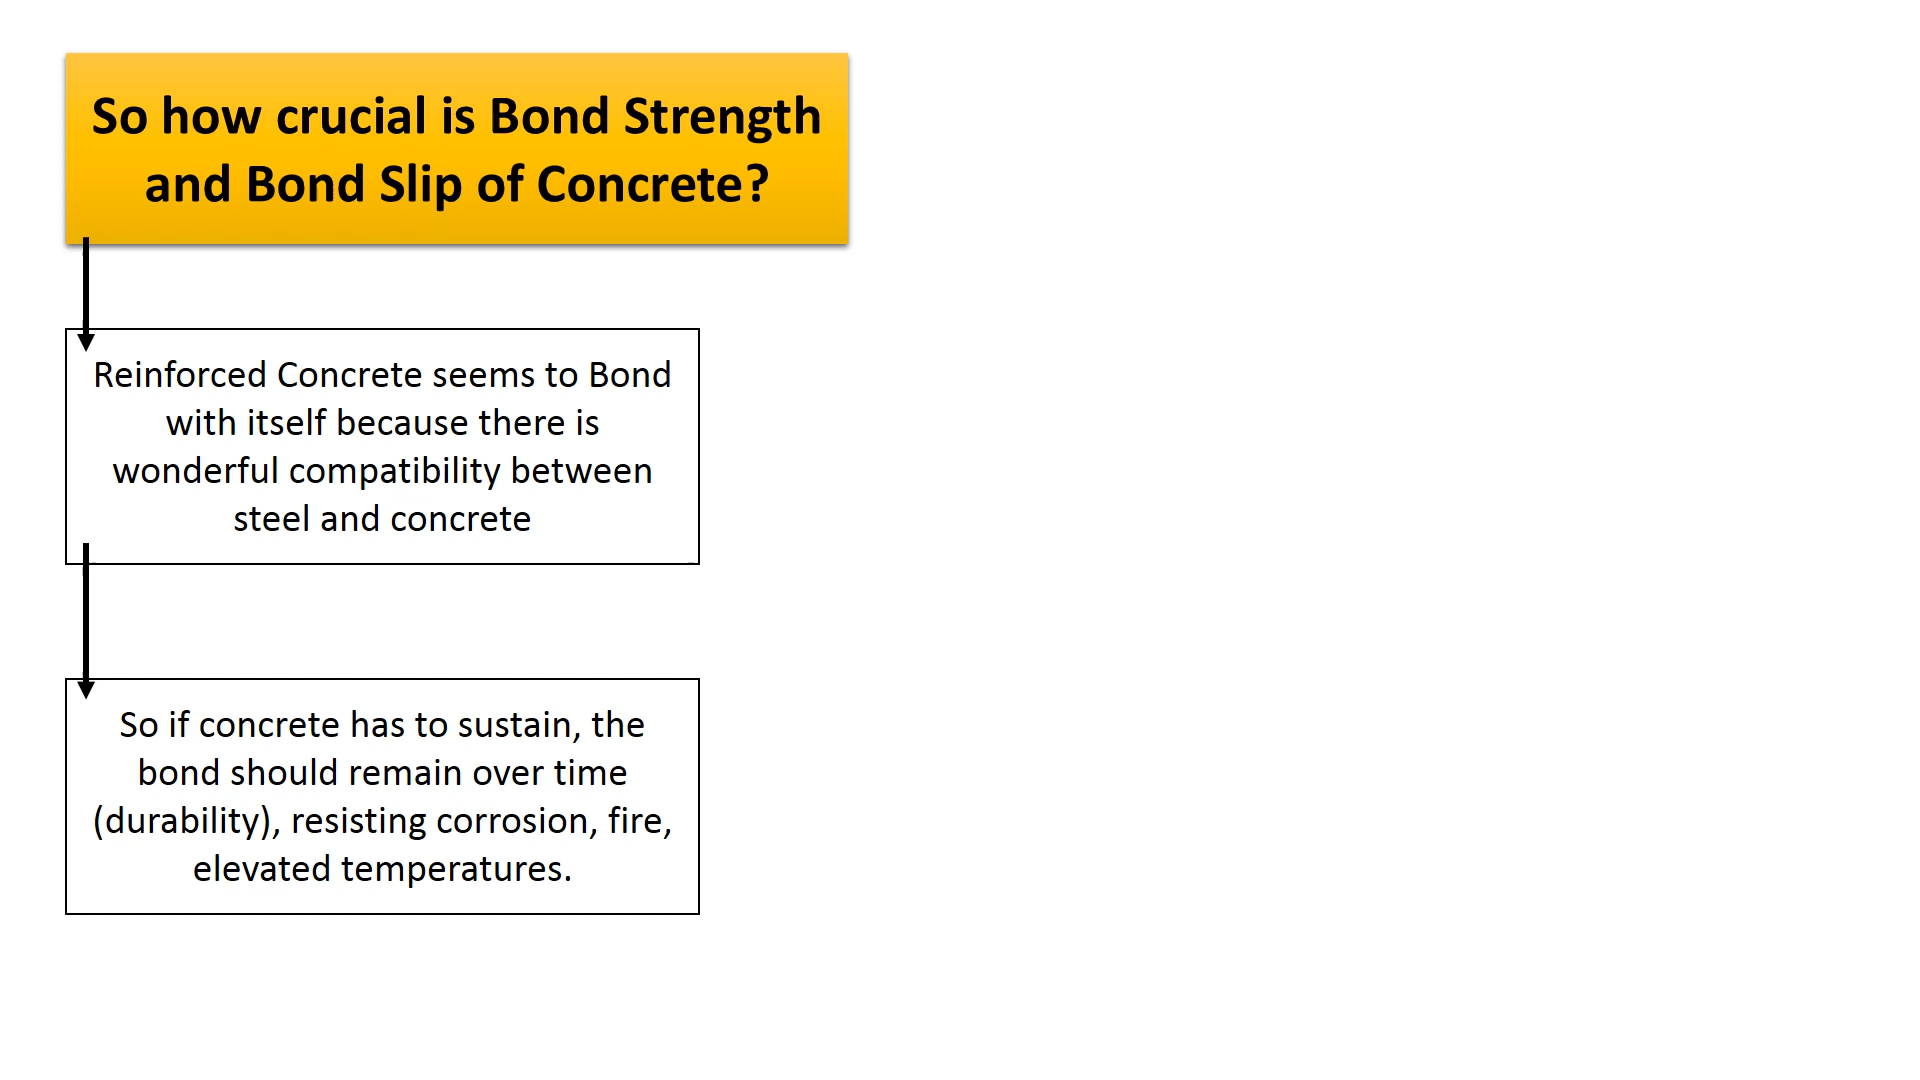 So how crucial is Bond Strength
and Bond Slip of Concrete?
Reinforced Concrete seems to Bond
with itself because there is
wonderful compatibility between
steel and concrete
So if concrete has to sustain, the
bond should remain over time
(durability), resisting corrosion, fire,
elevated temperatures.